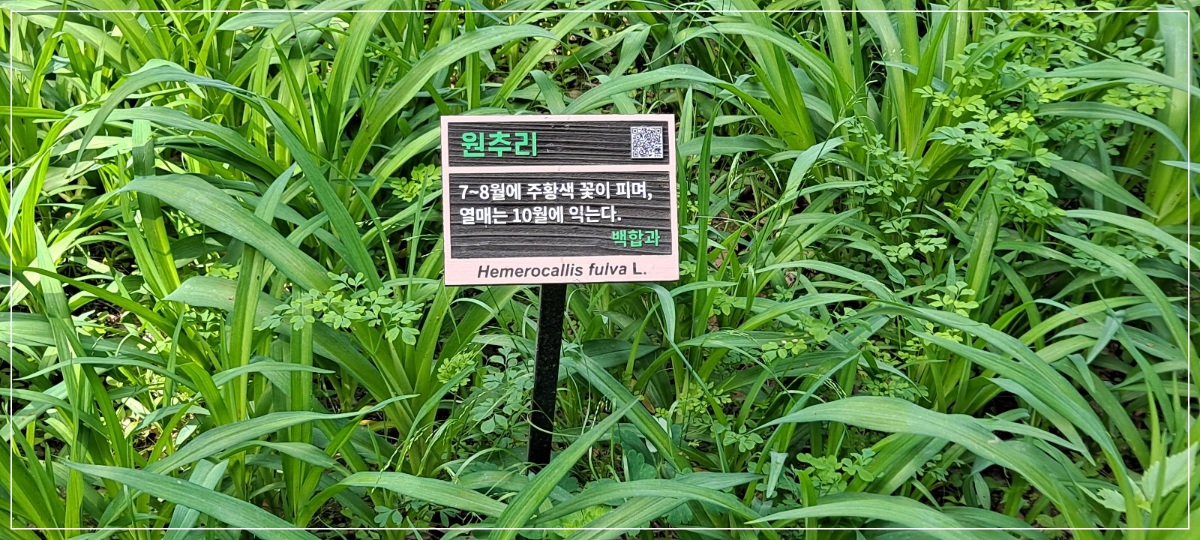 원추리
7~8월에 주황색 꽃이 피며,
열매는 10월에 익는다.
백합과
Hemerocallis fulva L.